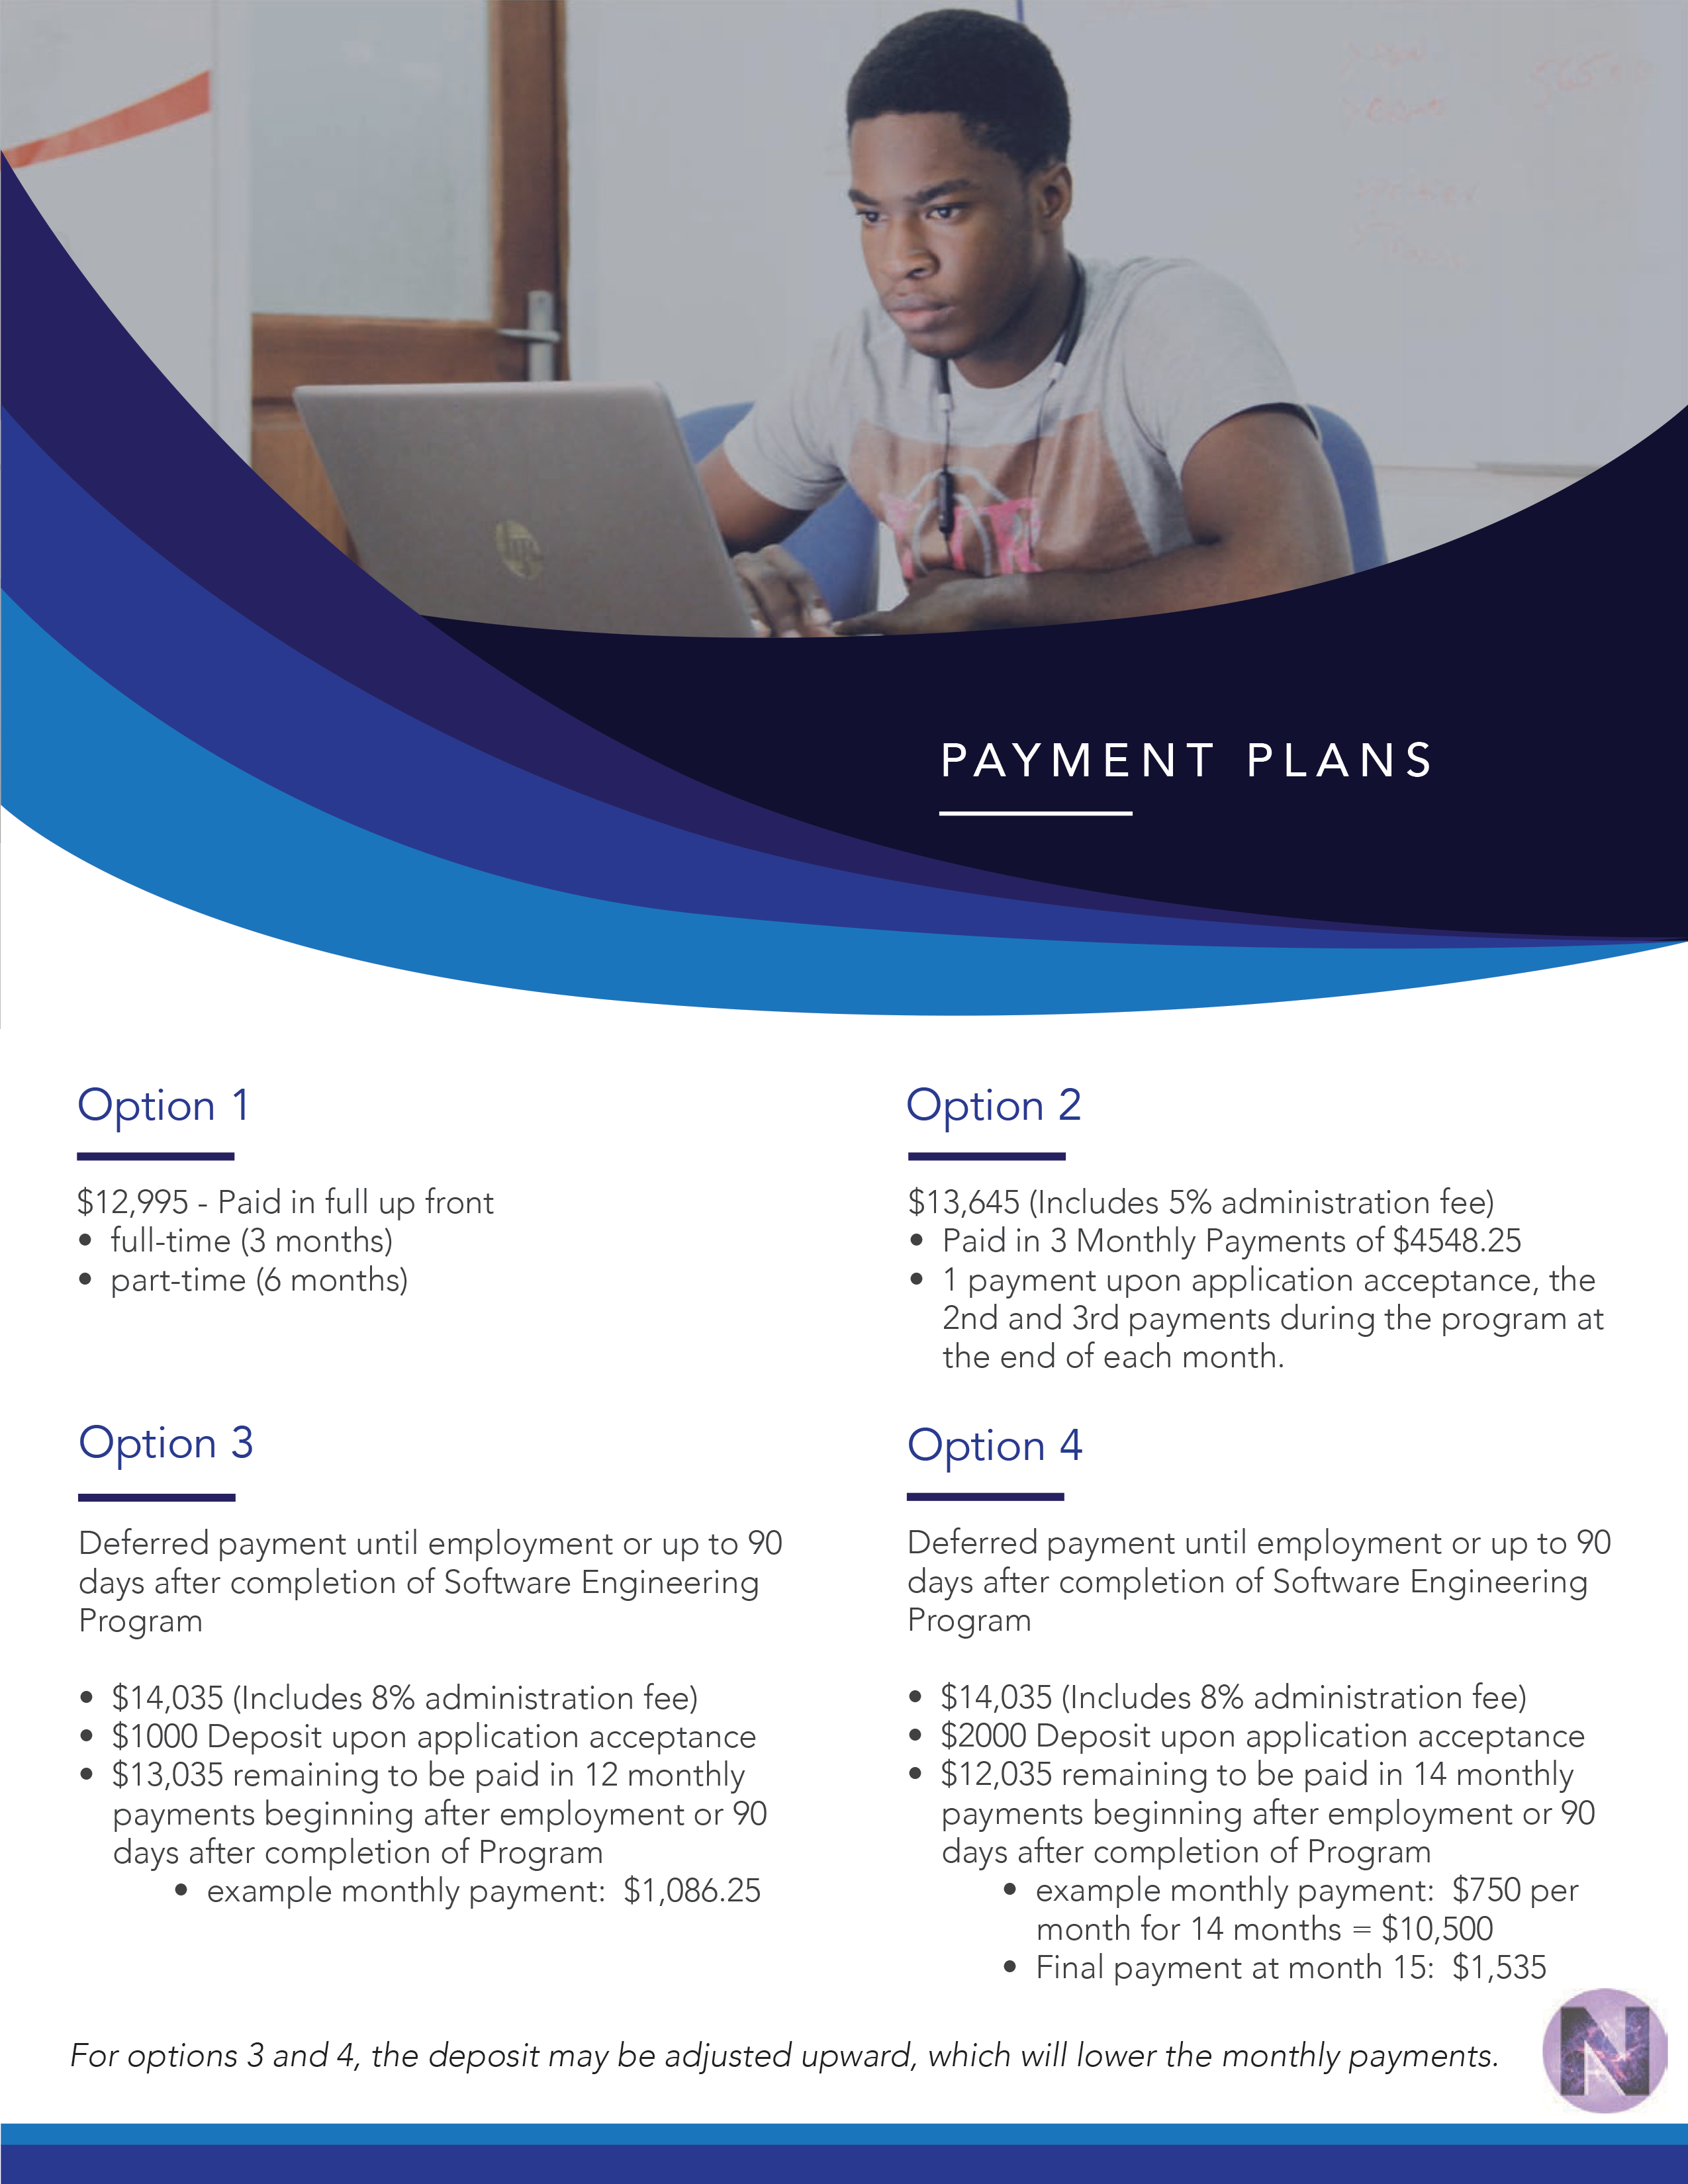 PAYMENT PLANS
Option 1
$12,995 - Paid in full up front
• full-time (3 months)
• part-time (6 months)
Option 2
$13,645 (Includes 5% administration fee)
• Paid in 3 Monthly Payments of $4548.25
• 1 payment upon application acceptance, the
2nd and 3rd payments during the program at
the end of each month.
Option 3
Deferred payment until employment or up to 90
days after completion of Software Engineering
Program
• $14,035 (Includes 8% administration fee)
• $1000 Deposit upon application acceptance
• $13,035 remaining to be paid in 12 monthly
payments beginning after employment or 90
days after completion of Program
• example monthly payment: $1,086.25
Option 4
Deferred payment until employment or up to 90
days after completion of Software Engineering
Program
• $14,035 (Includes 8% administration fee)
• $2000 Deposit upon application acceptance
• $12,035 remaining to be paid in 14 monthly
payments beginning after employment or 90
days after completion of Program
• example monthly payment: $750 per
month for 14 months = $10,500
• Final payment at month 15: $1,535
For options 3 and 4, the deposit may be adjusted upward, which will lower the monthly payments.